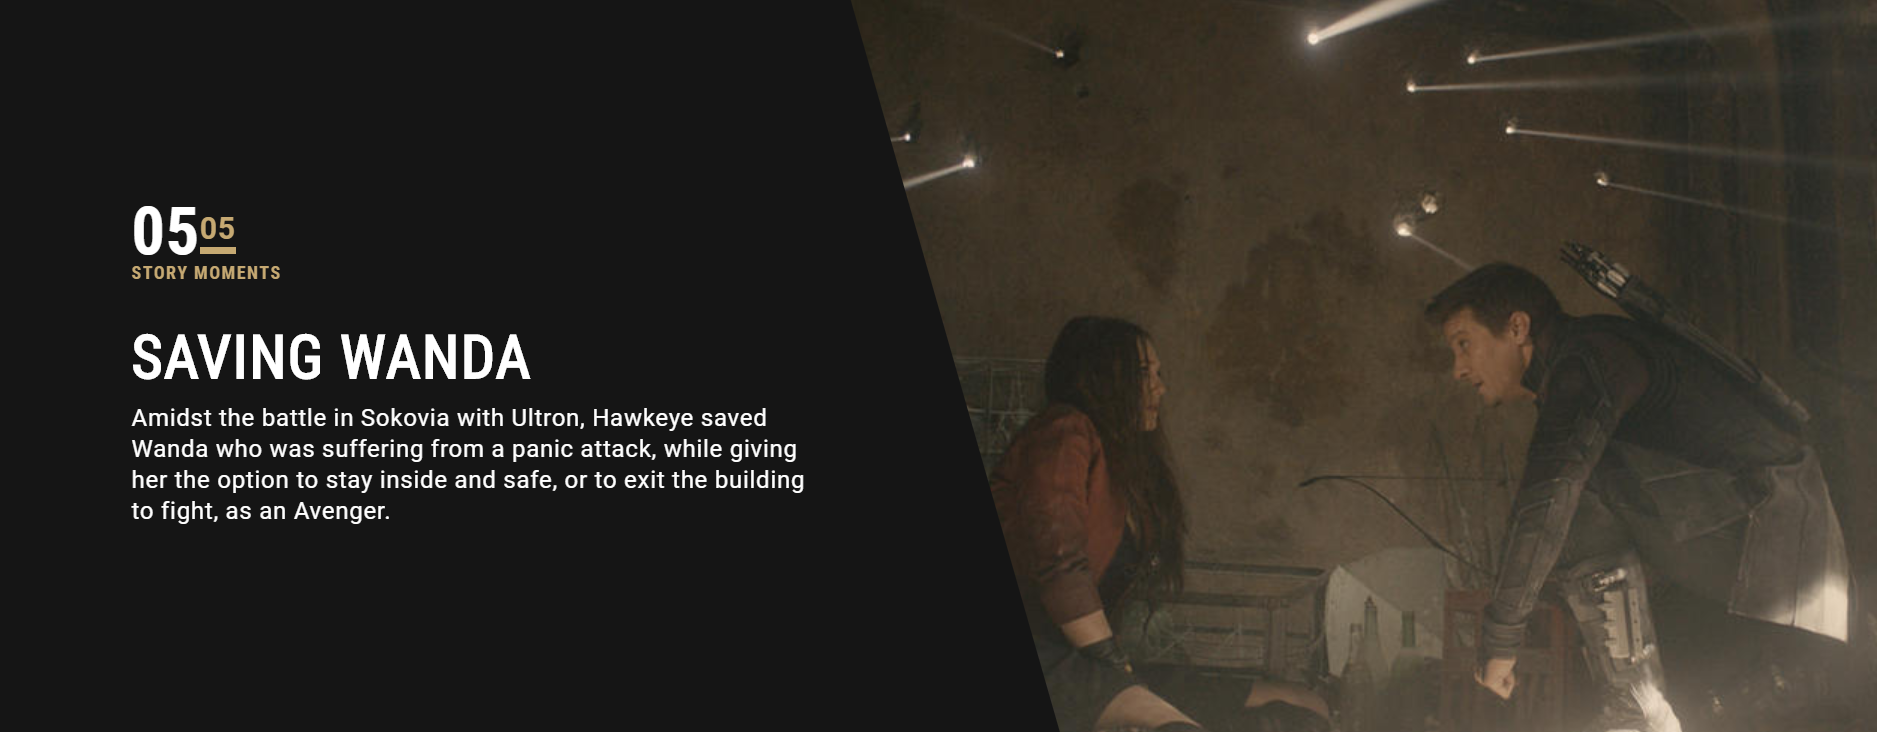 0505
STORY MOMENTS
SAVING WANDA
Amidst the battle in Sokovia with Ultron, Hawkeye saved
Wanda who was suffering from a panic attack, while giving
her the option to stay inside and safe, or to exit the building
to fight, as an Avenger.